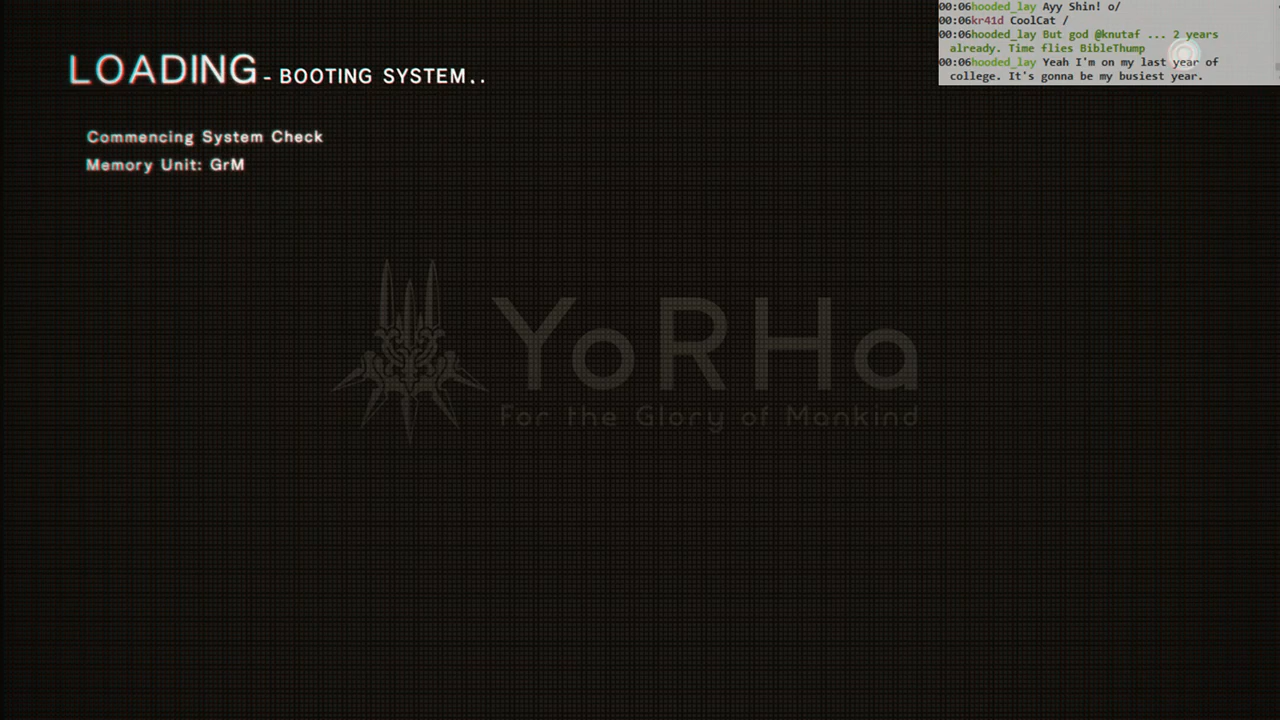 LOADING - BOOTING SYSTEM..
Commencing System Check
Memory Unit: GrM
YoRHa
For the Glory of Mankind
00:06hooded_lay Ayy Shin! o/
00:06kr41d CoolCat /
00:06hooded_lay But god @knutaf ... 2 years
already. Time flies BibleThump
00:06hooded_lay Yeah I'm on my last year of
college. It's gonna be my busiest year.